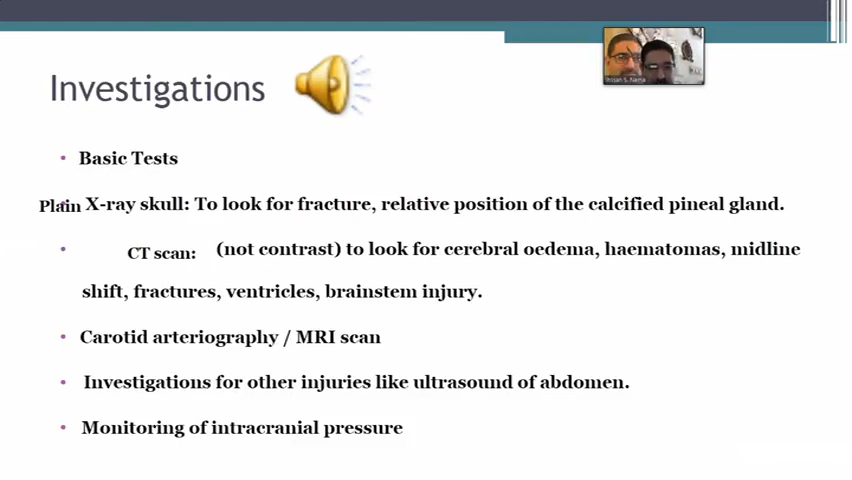 Investigations
Basic Tests
Plain X-ray skull: To look for fracture, relative position of the calcified pineal gland.
CT scan: (not contrast) to look for cerebral oedema, haematomas, midline
shift, fractures, ventricles, brainstem injury.
Carotid arteriography / MRI scan
Investigations for other injuries like ultrasound of abdomen.
Monitoring of intracranial pressure